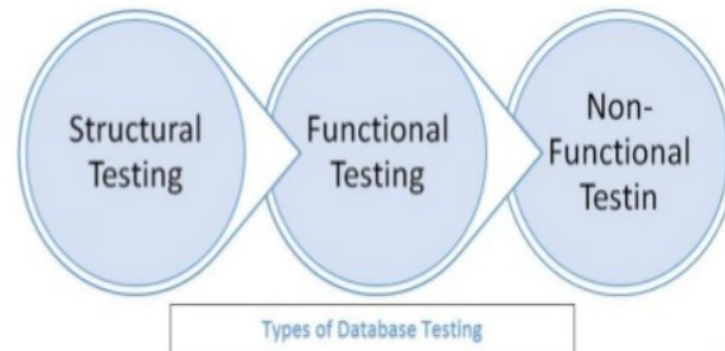 Structural
Testing
Functional
Testing
Non-
Functional
Testin
Types of Database Testing